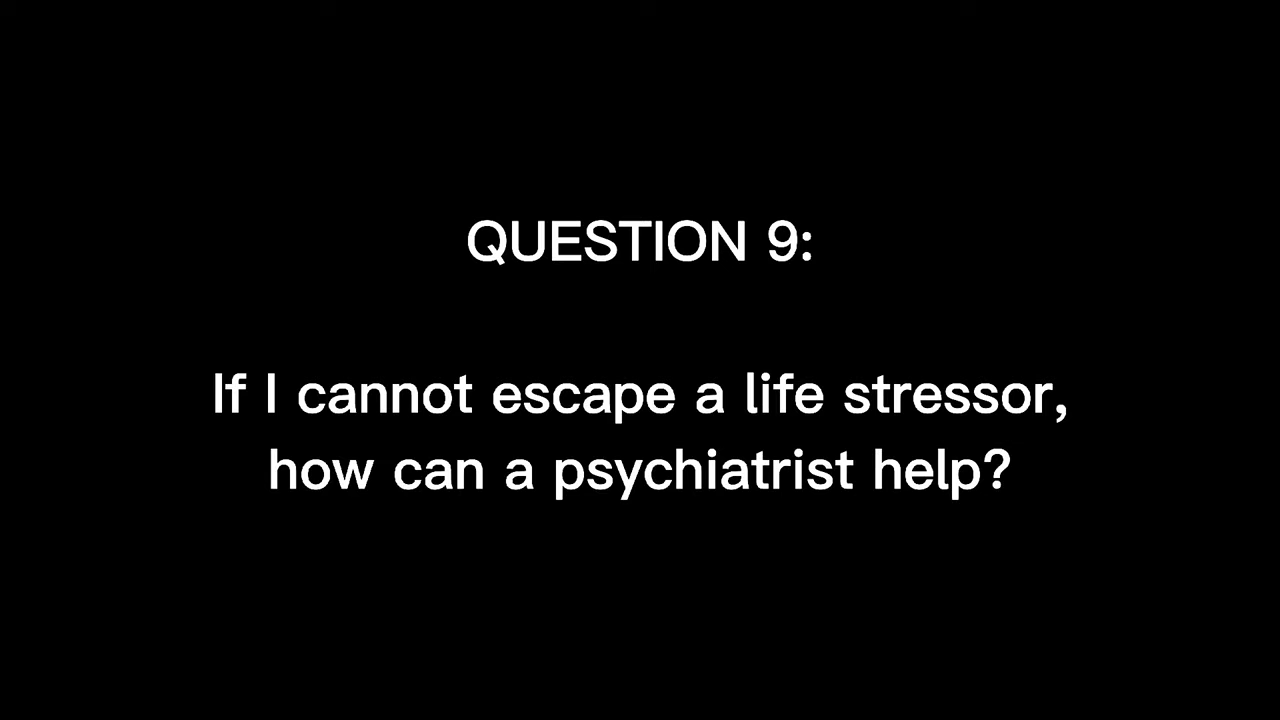 QUESTION 9:
If I cannot escape a life stressor,
how can a psychiatrist help?